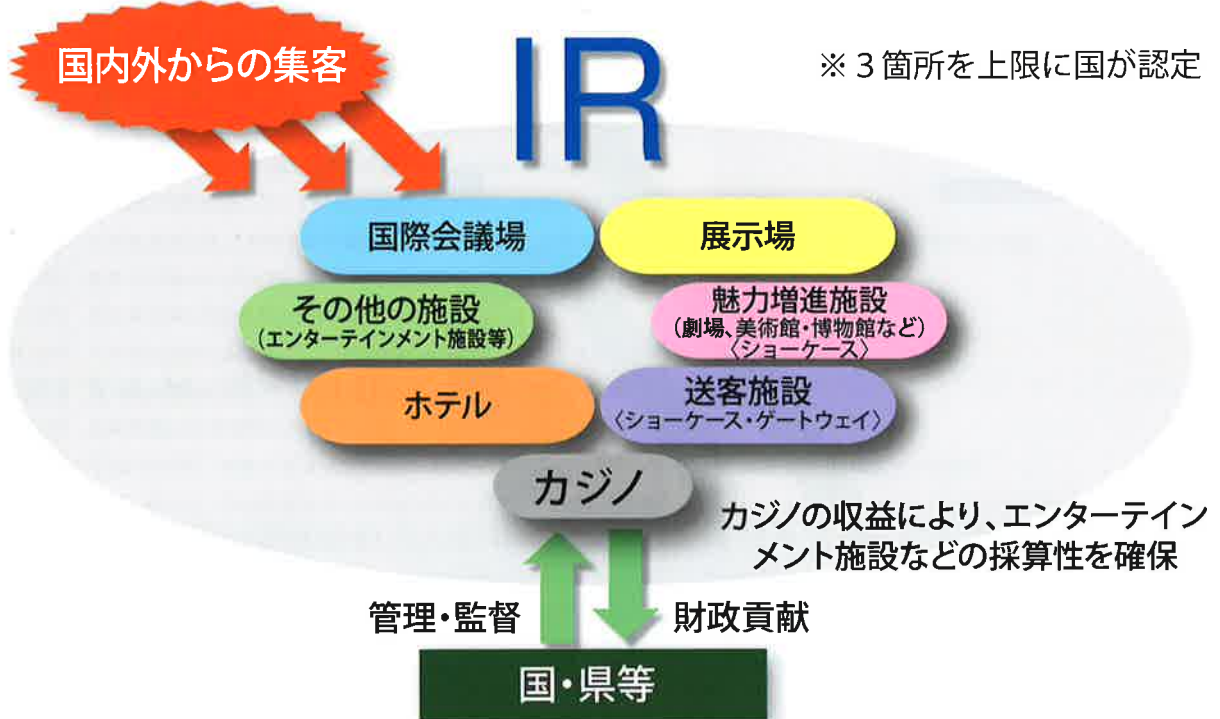 国内外からの集客
IR
※３箇所を上限に国が認定
国際会議場
展示場
その他の施設
(エンターテインメント施設等)
魅力増進施設
(劇場、美術館・博物館など)
〈ショーケース〉
ホテル
送客施設
〈ショーケース・ゲートウェイ〉
カジノ
カジノの収益により、エンターテイン
メント施設などの採算性を確保
管理・監督
財政貢献
国・県等